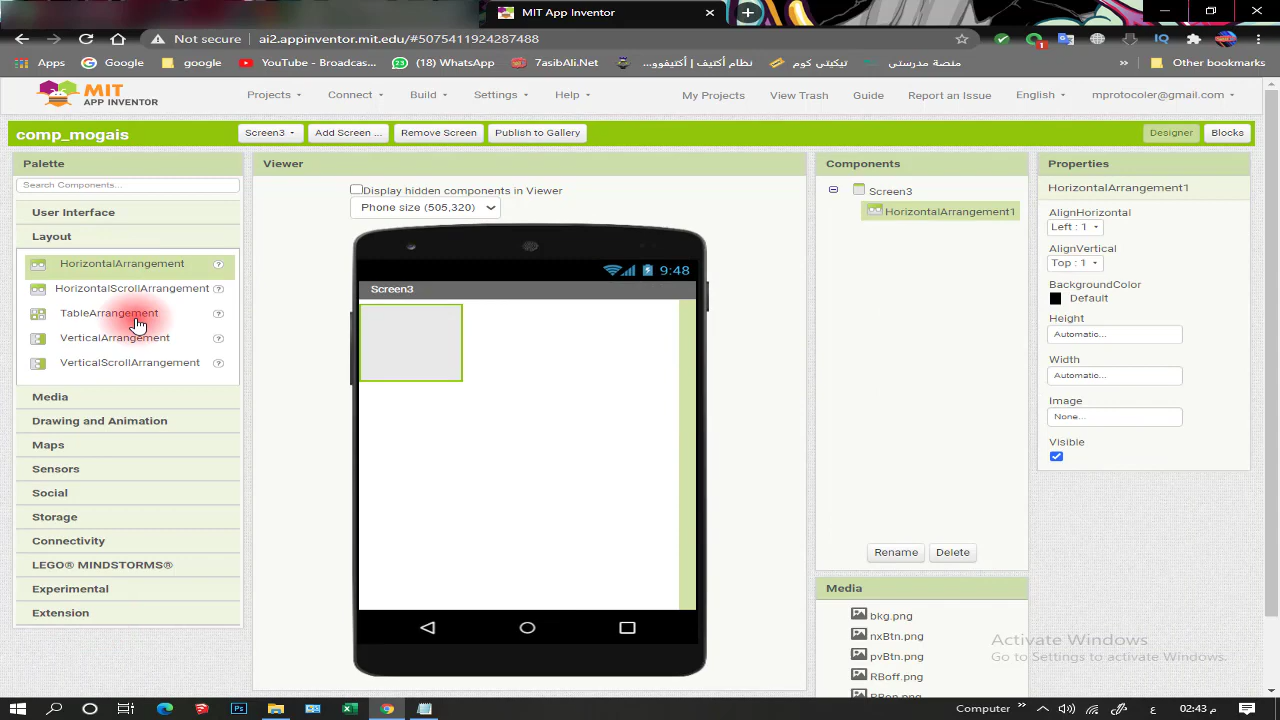 MIT App Inventor
Not secure
ai2.appinventor.mit.edu/#5075411924287488
1
Apps
Google
google
YouTube - Broadcas...
23
(18) WhatsApp
7asibAli.Net
نظام أكتيف | أكتيفوو...
تيكيتي كوم
منصة مدرستي
»
Other bookmarks
MIT
APP INVENTOR
Projects
Connect
Build
Settings
Help
My Projects
View Trash
Guide
Report an Issue
English
mprotocoler@gmail.com
comp_mogais
Screen3
Add Screen ...
Remove Screen
Publish to Gallery
Designer
Blocks
Palette
Search Components...
User Interface
Layout
HorizontalArrangement
?
HorizontalScrollArrangement
?
TableArrangement
?
VerticalArrangement
?
VerticalScrollArrangement
?
Media
Drawing and Animation
Maps
Sensors
Social
Storage
Connectivity
LEGO® MINDSTORMS®
Experimental
Extension
Viewer
Display hidden components in Viewer
Phone size (505,320)
9:48
Screen3
Components
Screen3
HorizontalArrangement1
Rename
Delete
Media
bkg.png
nxBtn.png
pvBtn.png
RBoff.png
RBon.png
Properties
HorizontalArrangement1
AlignHorizontal
Left : 1
AlignVertical
Top : 1
BackgroundColor
Default
Height
Automatic...
Width
Automatic...
Image
None...
Visible
Activate Windows
Go to Settings to activate Windows.
Computer
»
ع
02:43 م